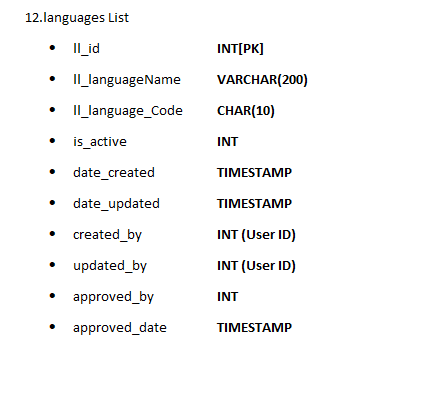 12.languages List
• ll_id INT[PK]
• ll_languageName VARCHAR(200)
• ll_language_Code CHAR(10)
• is_active INT
• date_created TIMESTAMP
• date_updated TIMESTAMP
• created_by INT (User ID)
• updated_by INT (User ID)
• approved_by INT
• approved_date TIMESTAMP